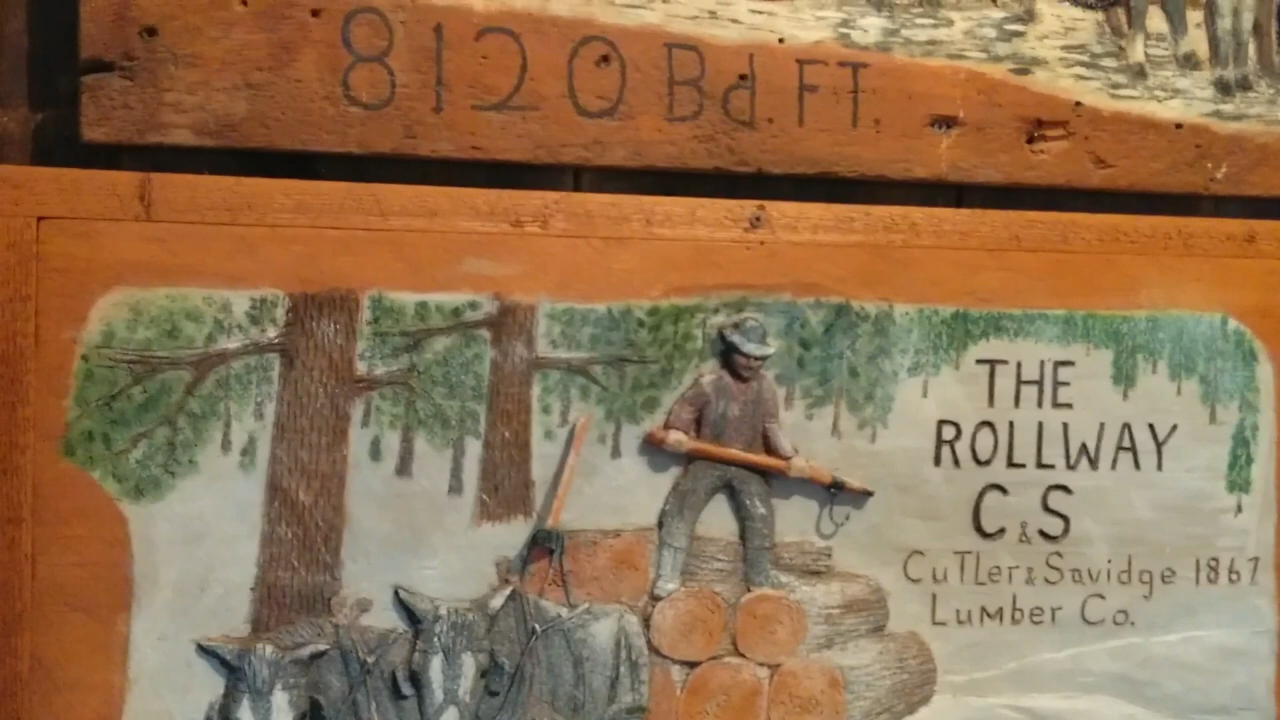 8120 Bd. FT.
THE
ROLLWAY
C&S
CuTLer & Savidge 1867
Lumber Co.